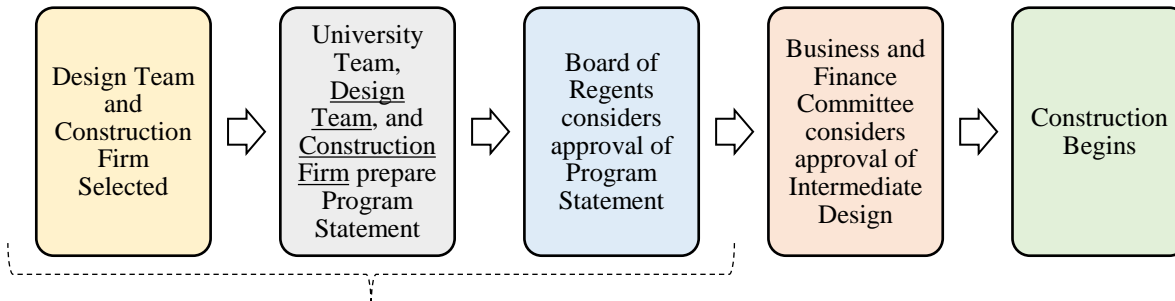 Design Team
and
Construction
Firm
Selected
University
Team,
Design
Team, and
Construction
Firm prepare
Program
Statement
Board of
Regents
considers
approval of
Program
Statement
Business and
Finance
Committee
considers
approval of
Intermediate
Design
Construction
Begins